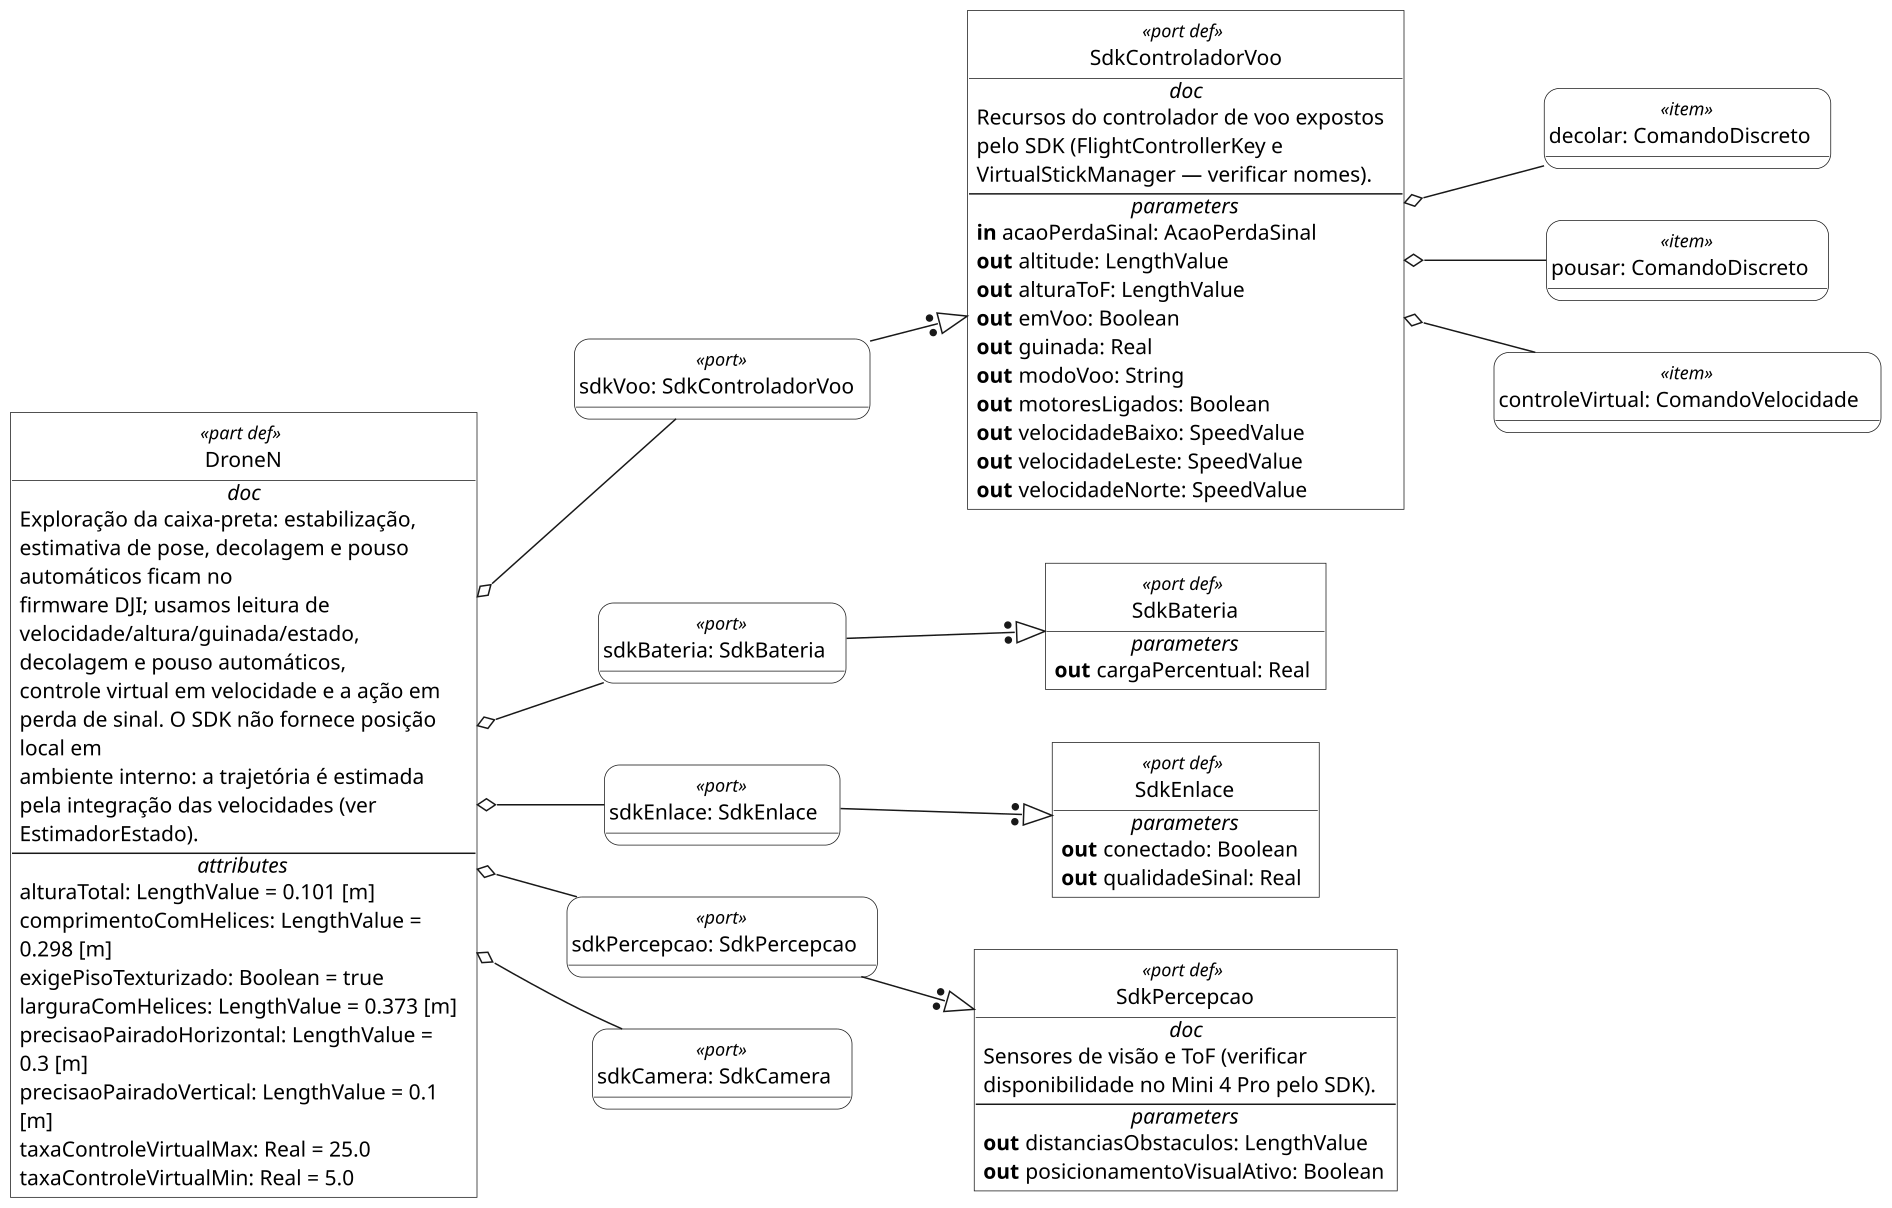 «part def»
DroneN
doc
Exploração da caixa-preta: estabilização,
estimativa de pose, decolagem e pouso
automáticos ficam no
firmware DJI; usamos leitura de
velocidade/altura/guinada/estado,
decolagem e pouso automáticos,
controle virtual em velocidade e a ação em
perda de sinal. O SDK não fornece posição
local em
ambiente interno: a trajetória é estimada
pela integração das velocidades (ver
EstimadorEstado).
attributes
alturaTotal: LengthValue = 0.101 [m]
comprimentoComHelices: LengthValue =
0.298 [m]
exigePisoTexturizado: Boolean = true
larguraComHelices: LengthValue = 0.373 [m]
precisaoPairadoHorizontal: LengthValue =
0.3 [m]
precisaoPairadoVertical: LengthValue = 0.1
[m]
taxaControleVirtualMax: Real = 25.0
taxaControleVirtualMin: Real = 5.0
«port»
sdkVoo: SdkControladorVoo
«port»
sdkBateria: SdkBateria
«port»
sdkEnlace: SdkEnlace
«port»
sdkPercepcao: SdkPercepcao
«port»
sdkCamera: SdkCamera
«port def»
SdkControladorVoo
doc
Recursos do controlador de voo expostos
pelo SDK (FlightControllerKey e
VirtualStickManager — verificar nomes).
parameters
in acaoPerdaSinal: AcaoPerdaSinal
out altitude: LengthValue
out alturaToF: LengthValue
out emVoo: Boolean
out guinada: Real
out modoVoo: String
out motoresLigados: Boolean
out velocidadeBaixo: SpeedValue
out velocidadeLeste: SpeedValue
out velocidadeNorte: SpeedValue
«port def»
SdkBateria
parameters
out cargaPercentual: Real
«port def»
SdkEnlace
parameters
out conectado: Boolean
out qualidadeSinal: Real
«port def»
SdkPercepcao
doc
Sensores de visão e ToF (verificar
disponibilidade no Mini 4 Pro pelo SDK).
parameters
out distanciasObstaculos: LengthValue
out posicionamentoVisualAtivo: Boolean
«item»
decolar: ComandoDiscreto
«item»
pousar: ComandoDiscreto
«item»
controleVirtual: ComandoVelocidade